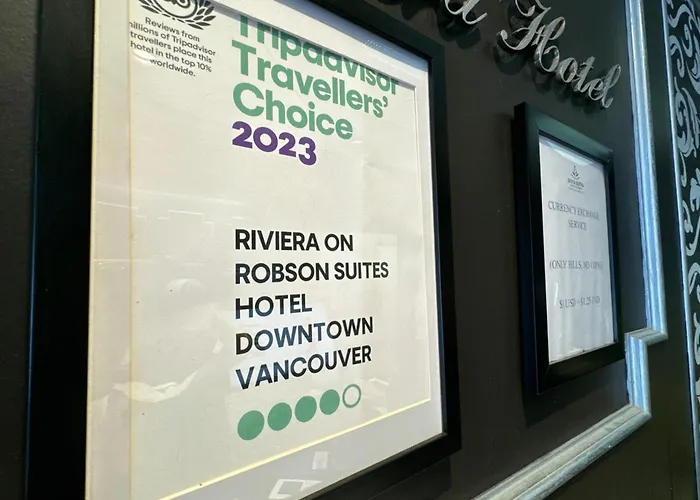 Reviews from
millions of Tripadvisor
travellers place this
hotel in the top 10%
worldwide.
Tripadvisor
Travellers'
Choice
2023
RIVIERA ON
ROBSON SUITES
HOTEL
DOWNTOWN
VANCOUVER
Hotel
CURRENCY EXCHANGE
SERVICE
(ONLY BILLS, NO COINS)